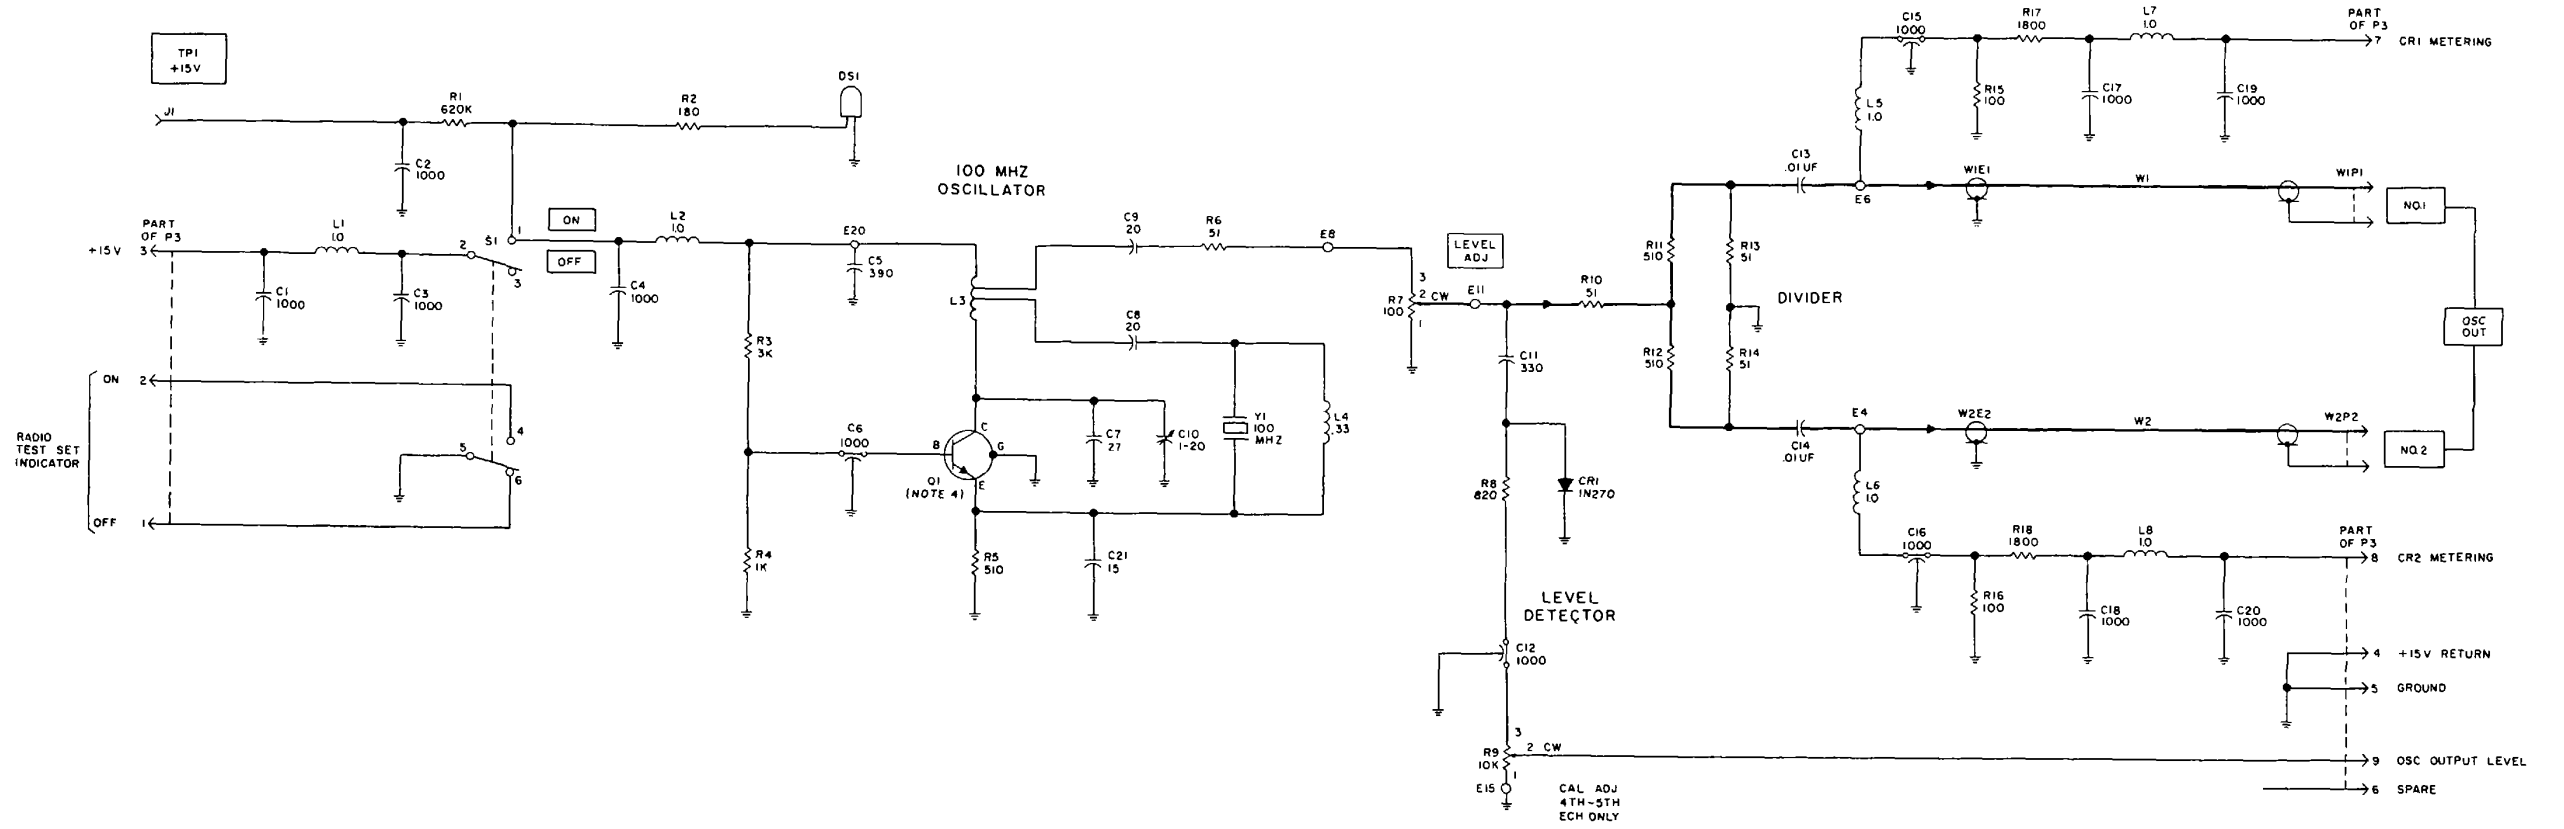 TP1
+15V
J1
R1
620K
R2
180
DS1
C2
1000
100 MHZ
OSCILLATOR
PART
OF P3
+15V 3
L1
1.0
C1
1000
C3
1000
2
S1
1
3
ON
OFF
C4
1000
L2
1.0
E20
C5
390
L3
C9
20
R6
51
E8
C8
20
R3
3K
C6
1000
R4
1K
B
C
G
E
Q1
(NOTE 4)
R5
510
C7
27
C10
1-20
C21
15
Y1
100
MHZ
L4
.33
ON 2
RADIO
TEST SET
INDICATOR
OFF 1
4
5
6
LEVEL
ADJ
3
R7
100
2 CW
1
E11
R10
51
C11
330
R8
820
CR1
1N270
LEVEL
DETECTOR
C12
1000
3
R9
10K
2 CW
1
E15
CAL ADJ
4TH-5TH
ECH ONLY
R11
510
R13
51
R12
510
R14
51
DIVIDER
C13
.01UF
E6
L5
1.0
C15
1000
R15
100
R17
1800
C17
1000
L7
1.0
C19
1000
PART
OF P3
7 CR1 METERING
W1E1
W1
W1P1
NO.1
OSC
OUT
C14
.01UF
E4
W2E2
W2
W2P2
NO.2
L6
1.0
C16
1000
R16
100
R18
1800
C18
1000
L8
1.0
C20
1000
PART
OF P3
8 CR2 METERING
4 +15V RETURN
5 GROUND
9 OSC OUTPUT LEVEL
6 SPARE